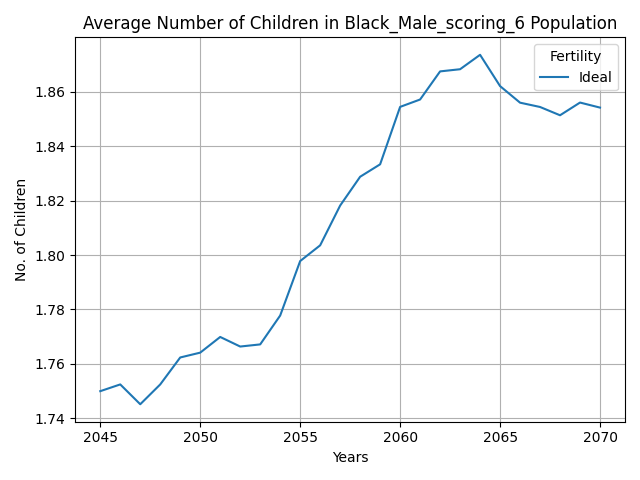 Average Number of Children in Black_Male_scoring_6 Population
Fertility
Ideal
1.86
1.84
1.82
1.80
1.78
1.76
1.74
No. of Children
2045 2050 2055 2060 2065 2070
Years